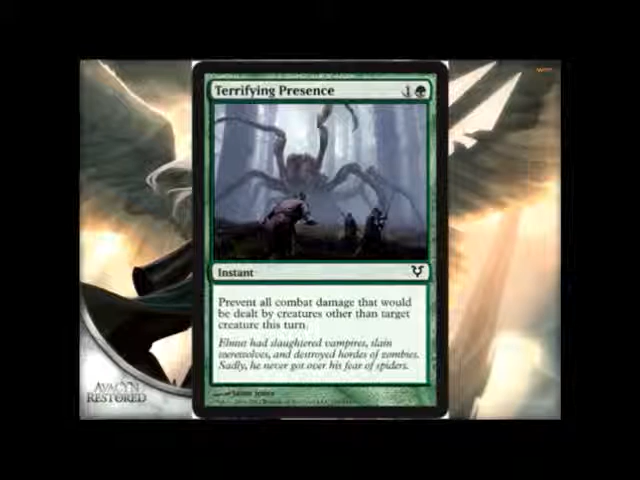 Terrifying Presence 1
Instant
Prevent all combat damage that would
be dealt by creatures other than target
creature this turn.
Elmut had slaughtered vampires, slain
werewolves, and destroyed hordes of zombies.
Sadly, he never got over his fear of spiders.
AVACYN
RESTORED